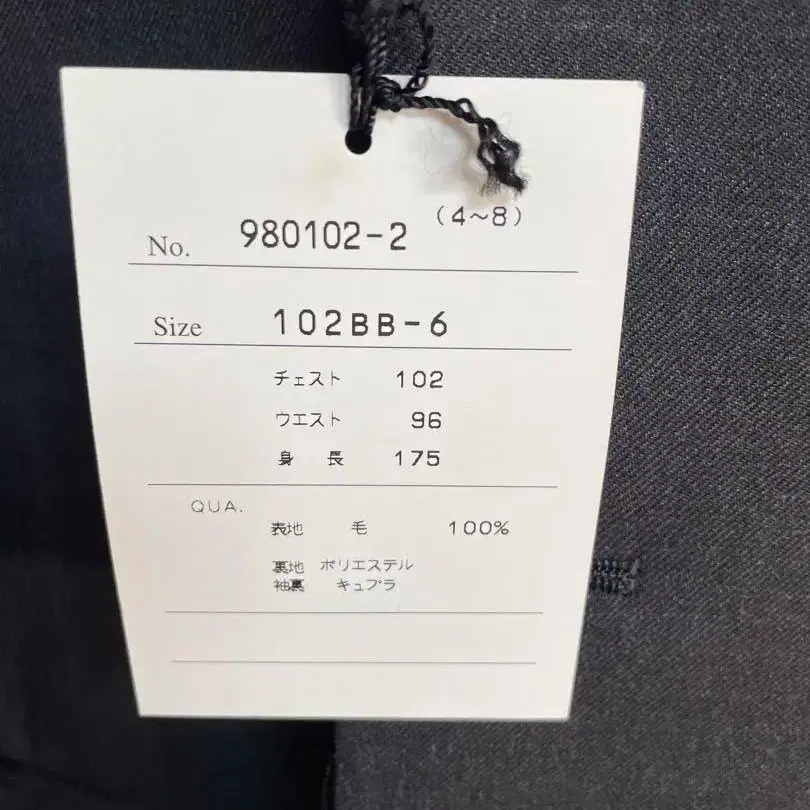 No. 980102-2 (4~8)
Size 102BB-6
チェスト 102
ウエスト 96
身 長 175
QUA.
表地 毛 100%
裏地 ポリエステル
袖裏 キュプラ